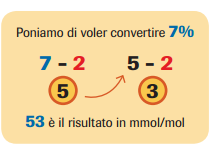 Poniamo di voler convertire 7%
7 - 2 5 - 2
5 3
53 è il risultato in mmol/mol